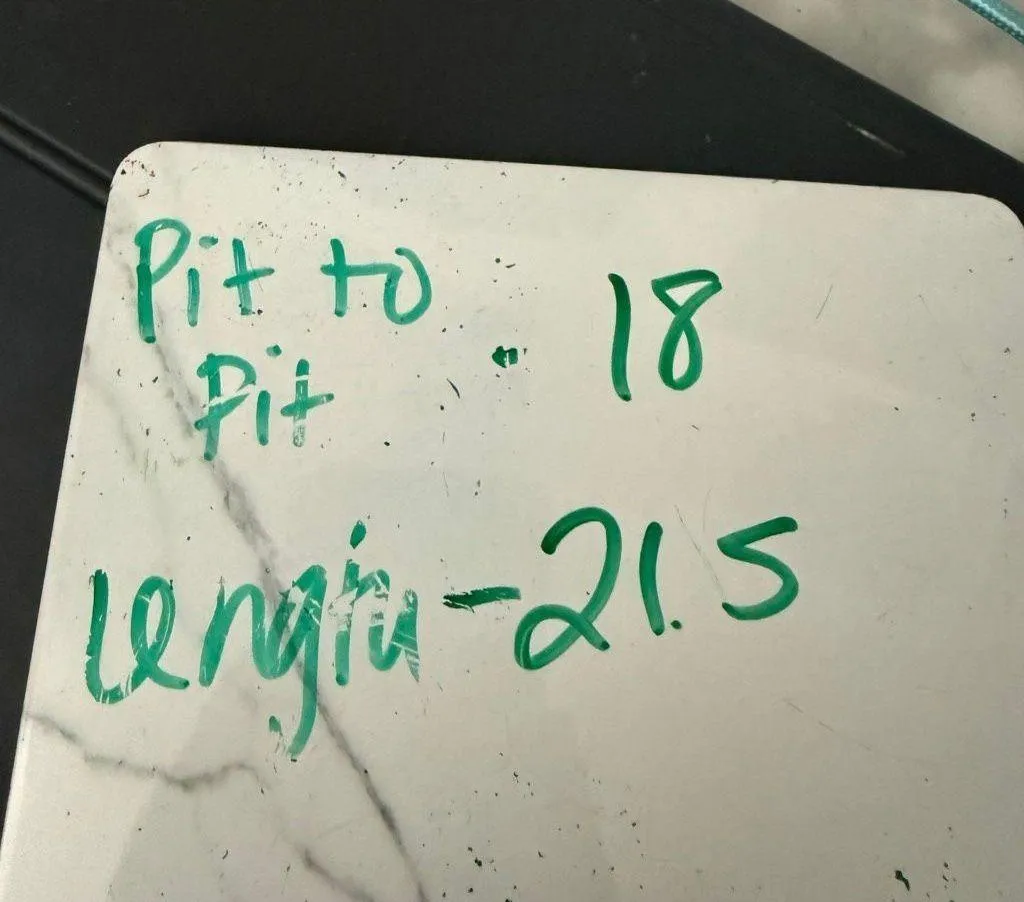 Pit to
Pit - 18
Length - 21.5